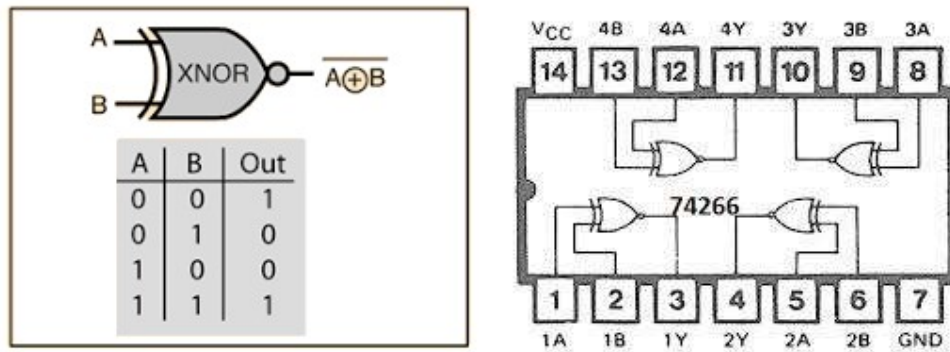 A
B
XNOR
A⊕B
A B Out
0 0 1
0 1 0
1 0 0
1 1 1
VCC 4B 4A 4Y 3Y 3B 3A
14 13 12 11 10 9 8
74266
1 2 3 4 5 6 7
1A 1B 1Y 2Y 2A 2B GND